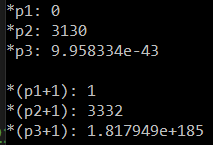 *p1: 0
*p2: 3130
*p3: 9.958334e-43
*(p1+1): 1
*(p2+1): 3332
*(p3+1): 1.817949e+185